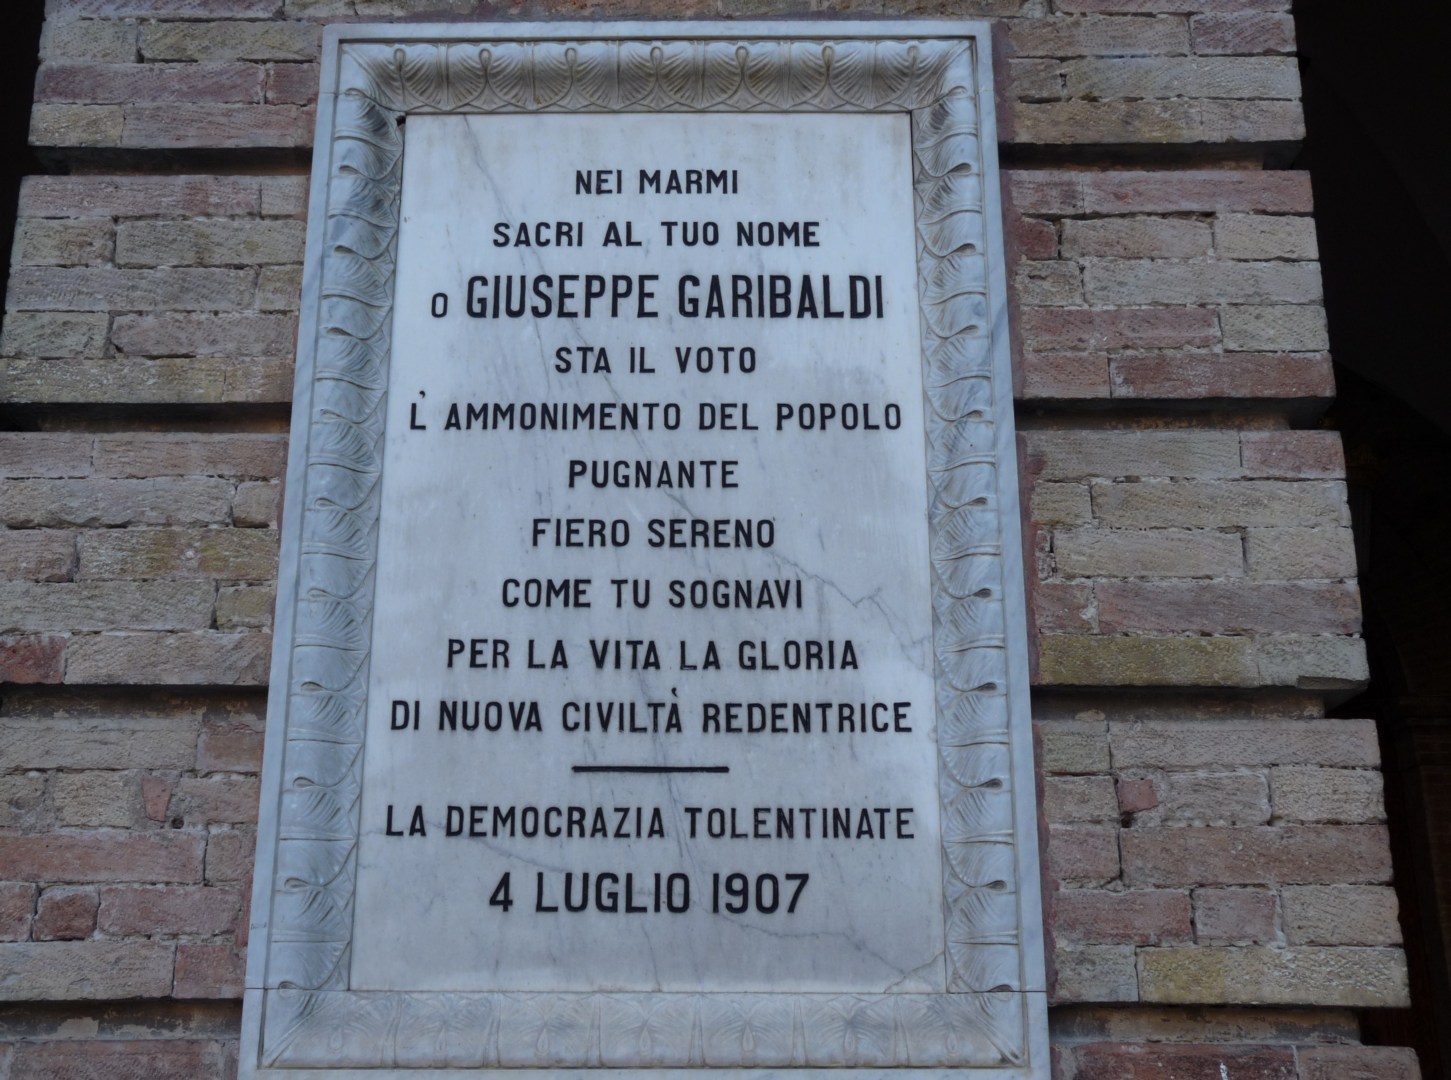 NEI MARMI
SACRI AL TUO NOME
O GIUSEPPE GARIBALDI
STA IL VOTO
L'AMMONIMENTO DEL POPOLO
PUGNANTE
FIERO SERENO
COME TU SOGNAVI
PER LA VITA LA GLORIA
DI NUOVA CIVILTÀ REDENTRICE
LA DEMOCRAZIA TOLENTINATE
4 LUGLIO 1907